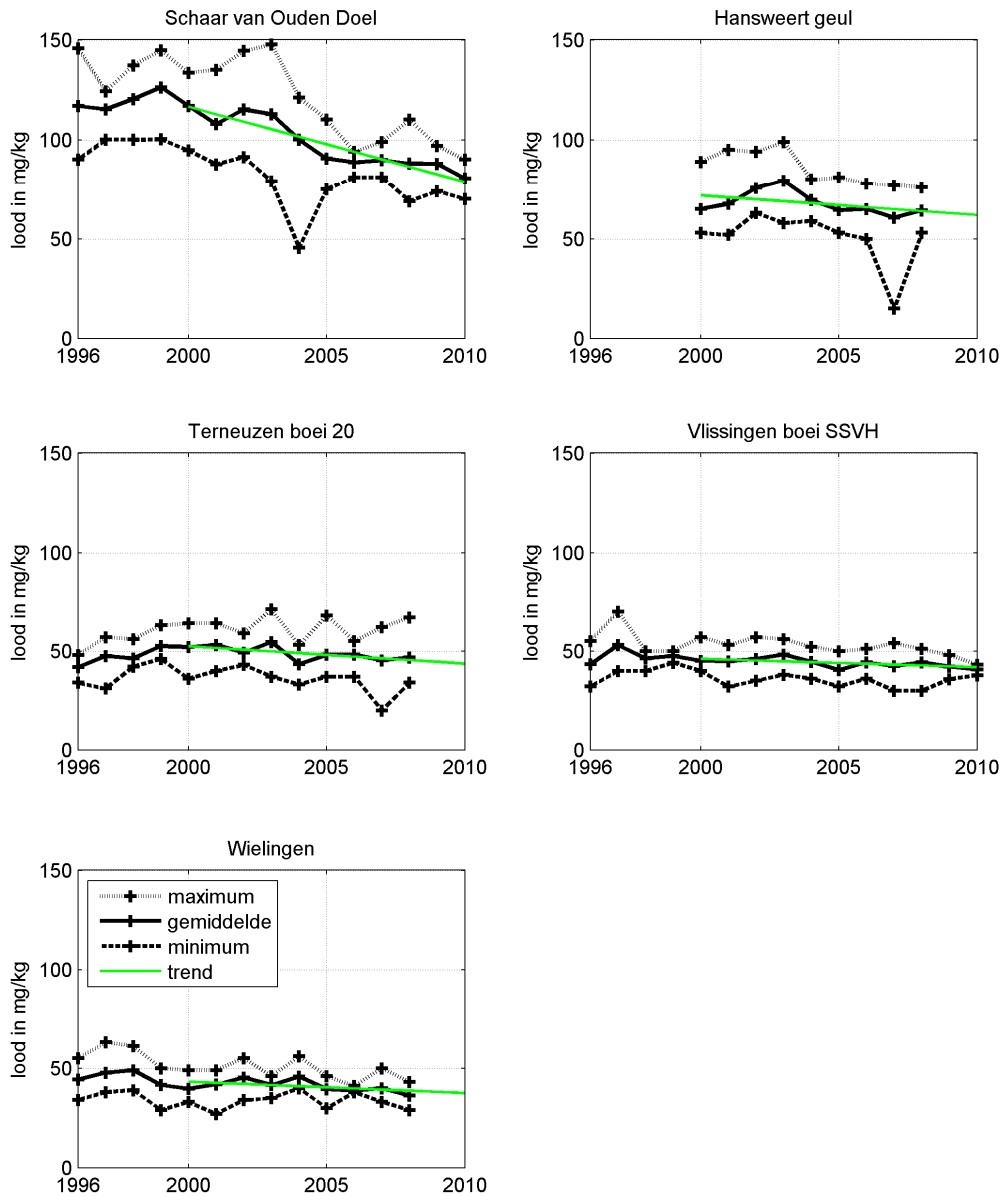 Schaar van Ouden Doel
Hansweert geul
150
100
50
0
lood in mg/kg
1996
2000
2005
2010
150
100
50
0
lood in mg/kg
1996
2000
2005
2010
Terneuzen boei 20
Vlissingen boei SSVH
150
100
50
0
lood in mg/kg
1996
2000
2005
2010
150
100
50
0
lood in mg/kg
1996
2000
2005
2010
Wielingen
150
100
50
0
lood in mg/kg
maximum
gemiddelde
minimum
trend
1996
2000
2005
2010